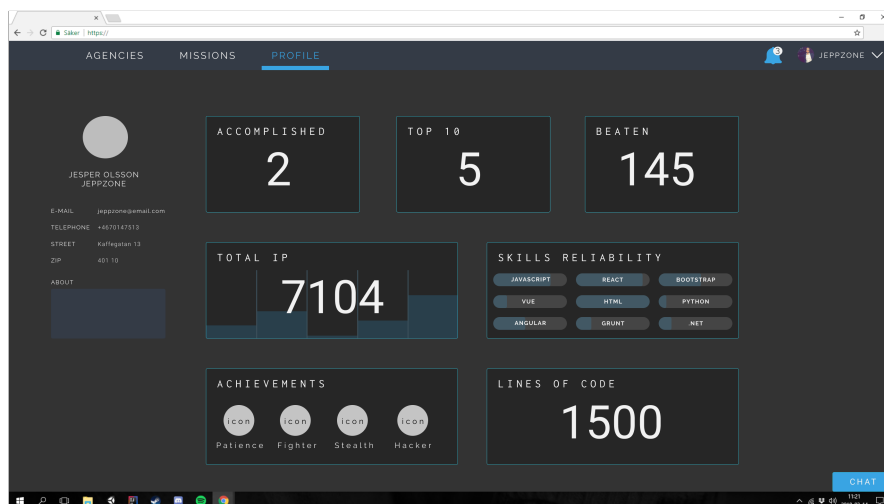 Säker | https://
AGENCIES MISSIONS PROFILE 3 JEPPZONE
JESPER OLSSON
JEPPZONE
E-MAIL jeppzone@email.com
TELEPHONE +4670147513
STREET Kaffegatan 13
ZIP 401 10
ABOUT
ACCOMPLISHED
2
TOP 10
5
BEATEN
145
TOTAL IP
7104
SKILLS RELIABILITY
JAVASCRIPT REACT BOOTSTRAP
VUE HTML PYTHON
ANGULAR GRUNT .NET
ACHIEVEMENTS
icon icon icon icon
Patience Fighter Stealth Hacker
LINES OF CODE
1500
CHAT
11:21